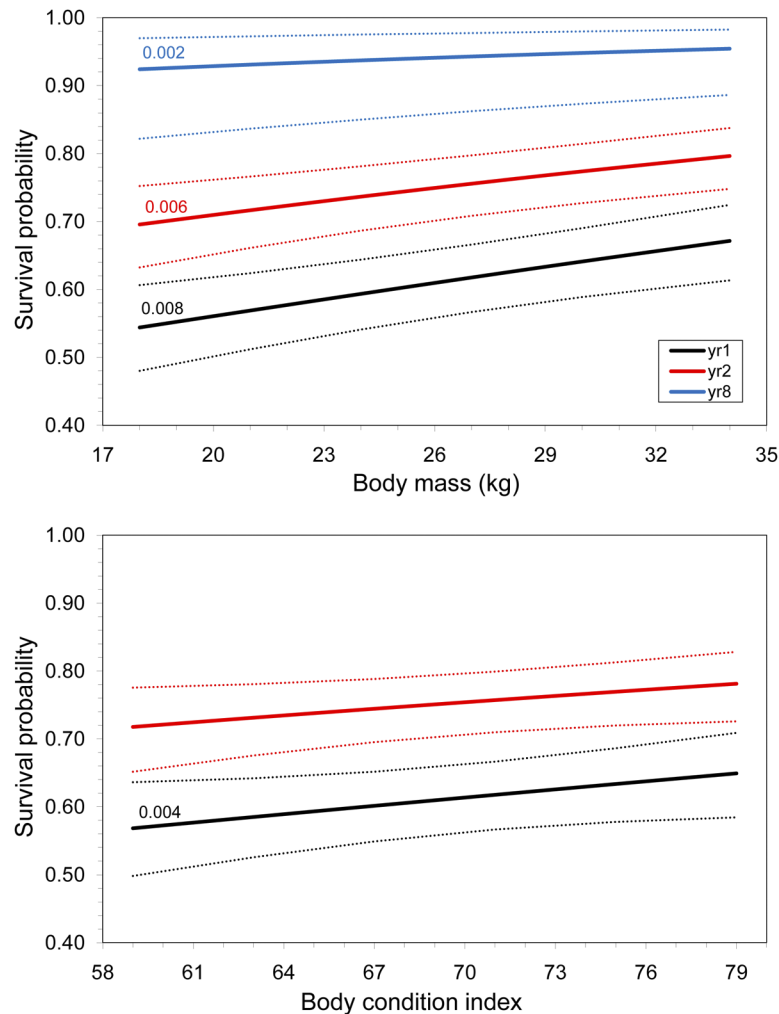 1.00
0.90
0.80
0.70
0.60
0.50
0.40
Survival probability
0.002
0.006
0.008
yr1
yr2
yr8
17 20 23 26 29 32 35
Body mass (kg)
1.00
0.90
0.80
0.70
0.60
0.50
0.40
Survival probability
0.004
58 61 64 67 70 73 76 79
Body condition index